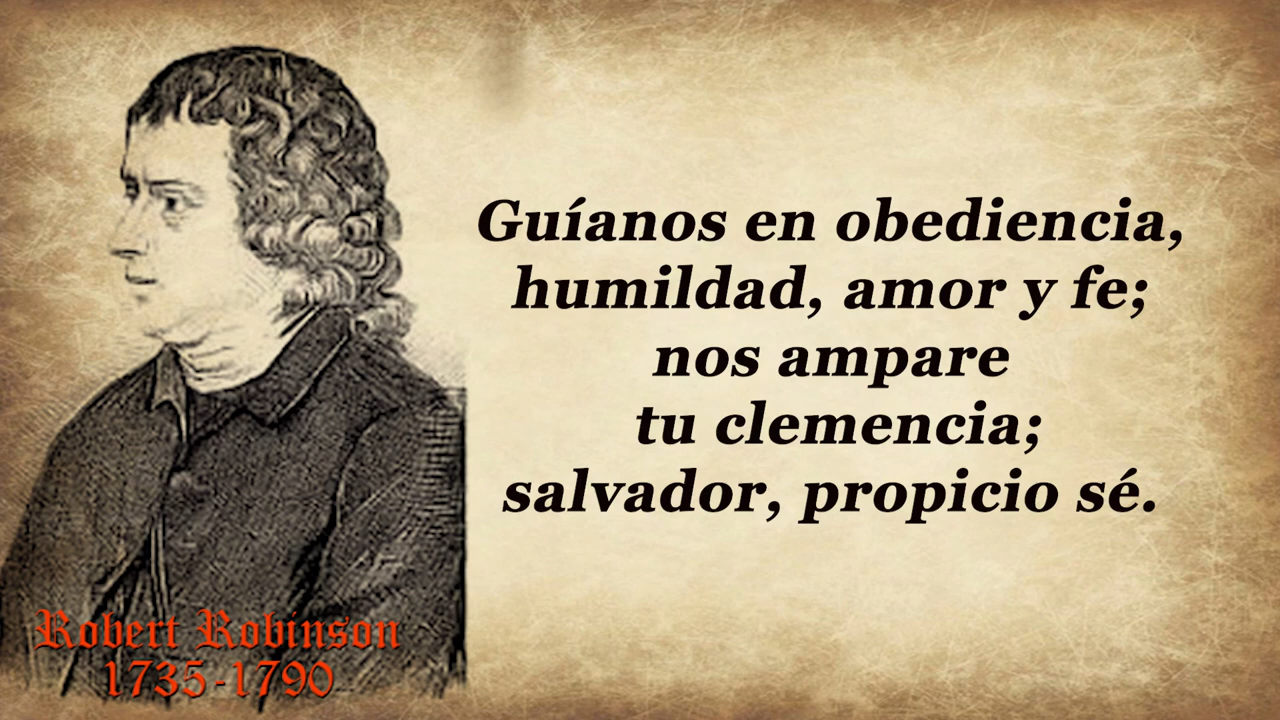 Guíanos en obediencia,
humildad, amor y fe;
nos ampare
tu clemencia;
salvador, propicio sé.
Robert Robinson
1735-1790